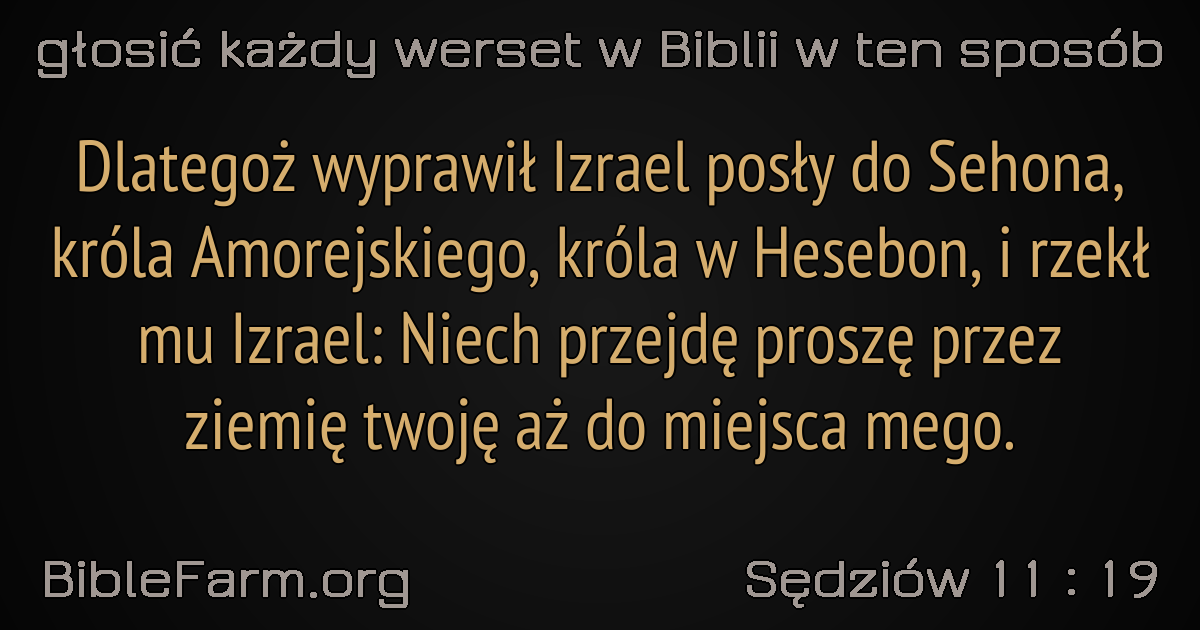 głosić każdy werset w Biblii w ten sposób
Dlategoż wyprawił Izrael posły do Sehona,
króla Amorejskiego, króla w Hesebon, i rzekł
mu Izrael: Niech przejdę proszę przez
ziemię twoję aż do miejsca mego.
BibleFarm.org
Sędziów 11 : 19